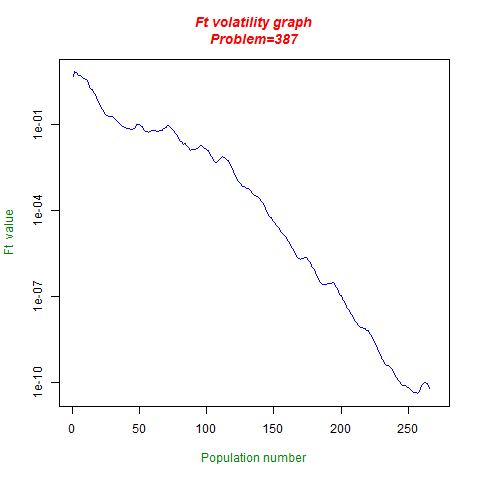 Ft volatility graph
Problem=387
1e-01
1e-04
1e-07
1e-10
Ft value
0 50 100 150 200 250
Population number